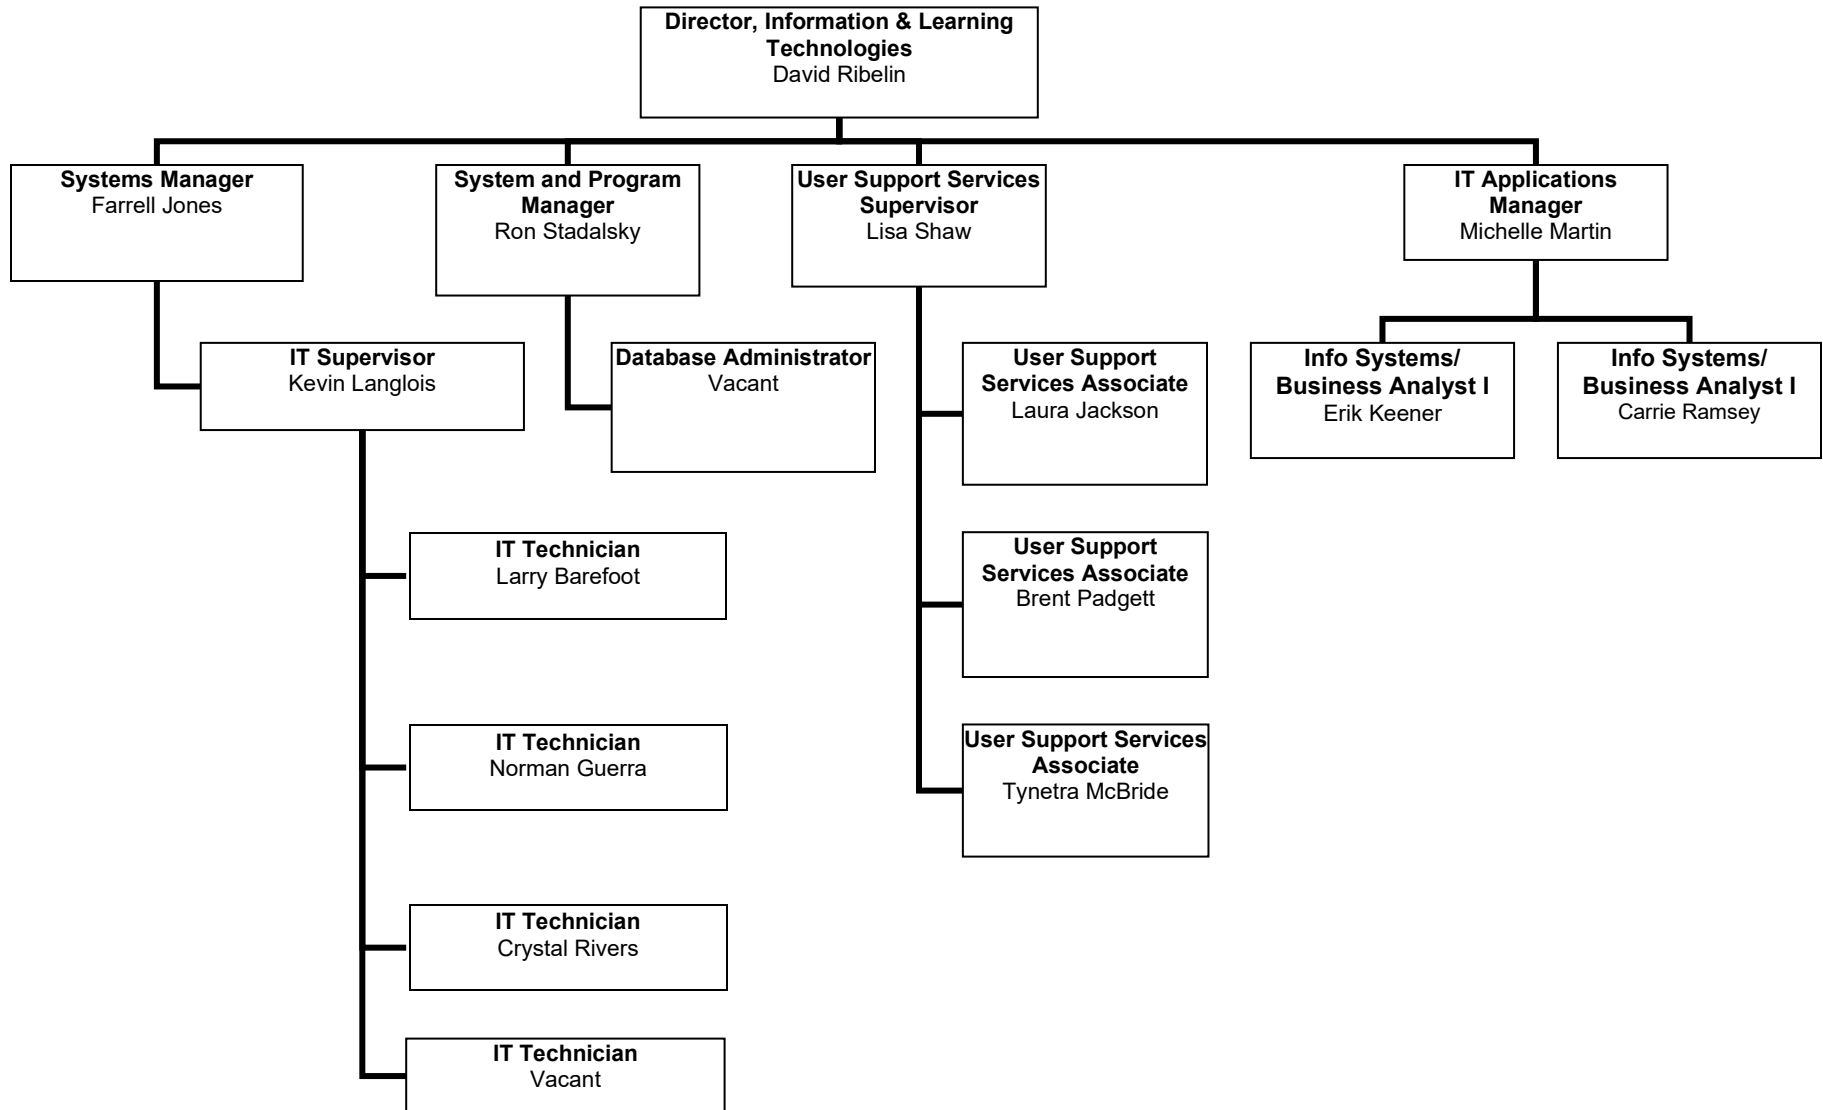 Director, Information & Learning
Technologies
David Ribelin
Systems Manager
Farrell Jones
System and Program
Manager
Ron Stadalsky
User Support Services
Supervisor
Lisa Shaw
IT Applications
Manager
Michelle Martin
IT Supervisor
Kevin Langlois
Database Administrator
Vacant
User Support
Services Associate
Laura Jackson
Info Systems/
Business Analyst I
Erik Keener
Info Systems/
Business Analyst I
Carrie Ramsey
IT Technician
Larry Barefoot
User Support
Services Associate
Brent Padgett
IT Technician
Norman Guerra
User Support Services
Associate
Tynetra McBride
IT Technician
Crystal Rivers
IT Technician
Vacant